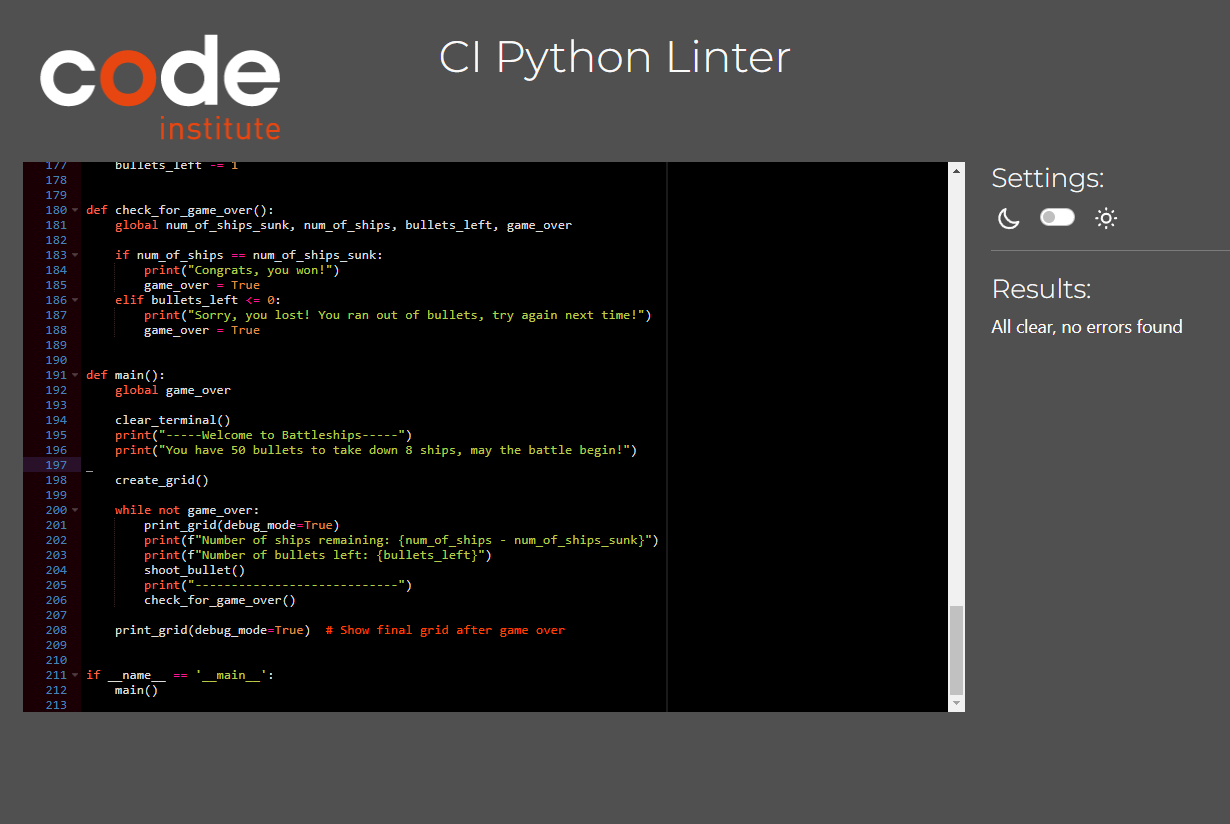 code
institute
CI Python Linter
177 bullets_left -= 1
178
179
180 def check_for_game_over():
181     global num_of_ships_sunk, num_of_ships, bullets_left, game_over
182
183     if num_of_ships == num_of_ships_sunk:
184         print("Congrats, you won!")
185         game_over = True
186     elif bullets_left <= 0:
187         print("Sorry, you lost! You ran out of bullets, try again next time!")
188         game_over = True
189
190
191 def main():
192     global game_over
193
194     clear_terminal()
195     print("-----Welcome to Battleships-----")
196     print("You have 50 bullets to take down 8 ships, may the battle begin!")
197
198     create_grid()
199
200     while not game_over:
201         print_grid(debug_mode=True)
202         print(f"Number of ships remaining: {num_of_ships - num_of_ships_sunk}")
203         print(f"Number of bullets left: {bullets_left}")
204         shoot_bullet()
205         print("----------------------------")
206         check_for_game_over()
207
208     print_grid(debug_mode=True)  # Show final grid after game over
209
210
211 if __name__ == '__main__':
212     main()
213
Settings:
Results:
All clear, no errors found